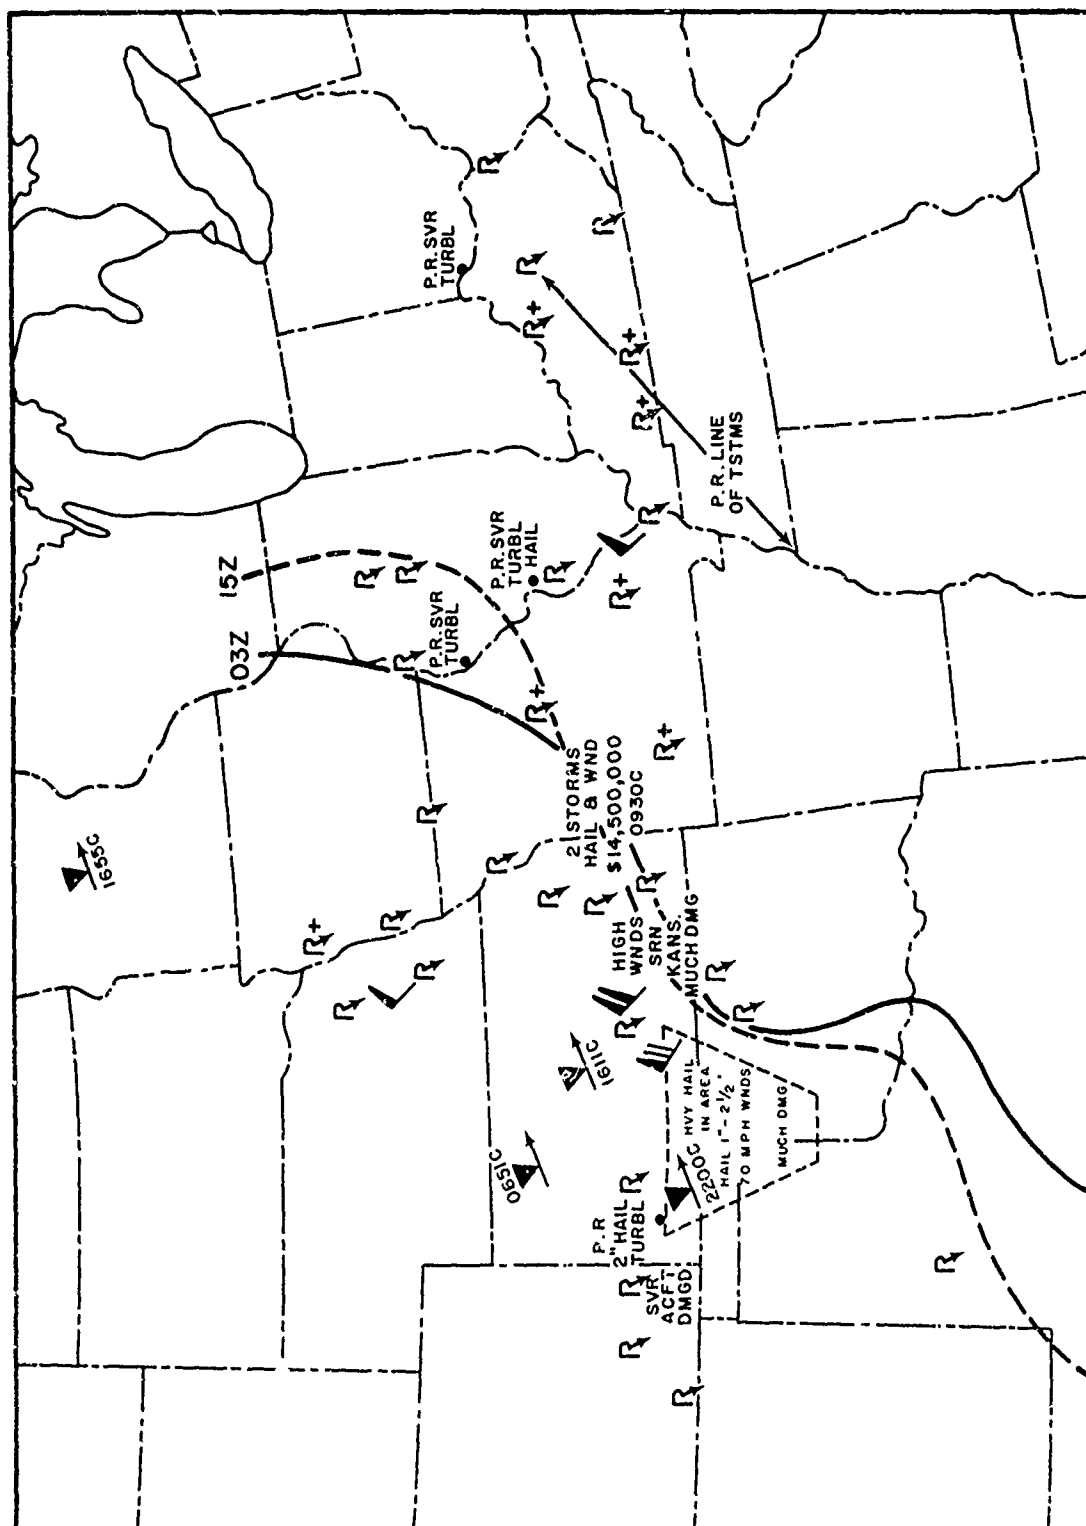 1655C
03Z
15Z
P.R. SVR
TURBL
P.R. SVR
TURBL
HAIL
P.R. SVR
TURBL
P.R. LINE
OF TSTMS
21 STORMS
HAIL & WND
$14,500,000
0930C
HIGH
WNDS
SRN
KANS.
MUCH DMG
1611C
0651C
P.R
2" HAIL
TURBL
SVR
ACFT
DMGD
2200C
HVY HAIL
IN AREA
HAIL 1" - 2 1/2"
70 MPH WNDS
MUCH DMG
7
R
R
R
R
R+
R+
R+
R
R+
R
R
R
R
R+
R+
R
R
R
R
R
R+
R
R
R
R
R
R
R
R
R
R
R
R